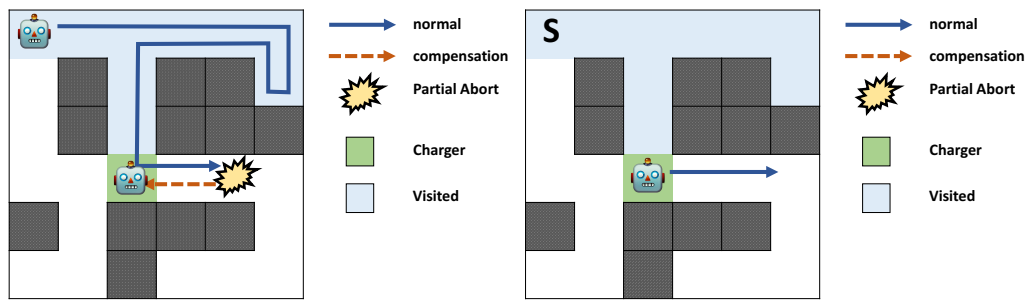 normal
compensation
Partial Abort
Charger
Visited
S
normal
compensation
Partial Abort
Charger
Visited